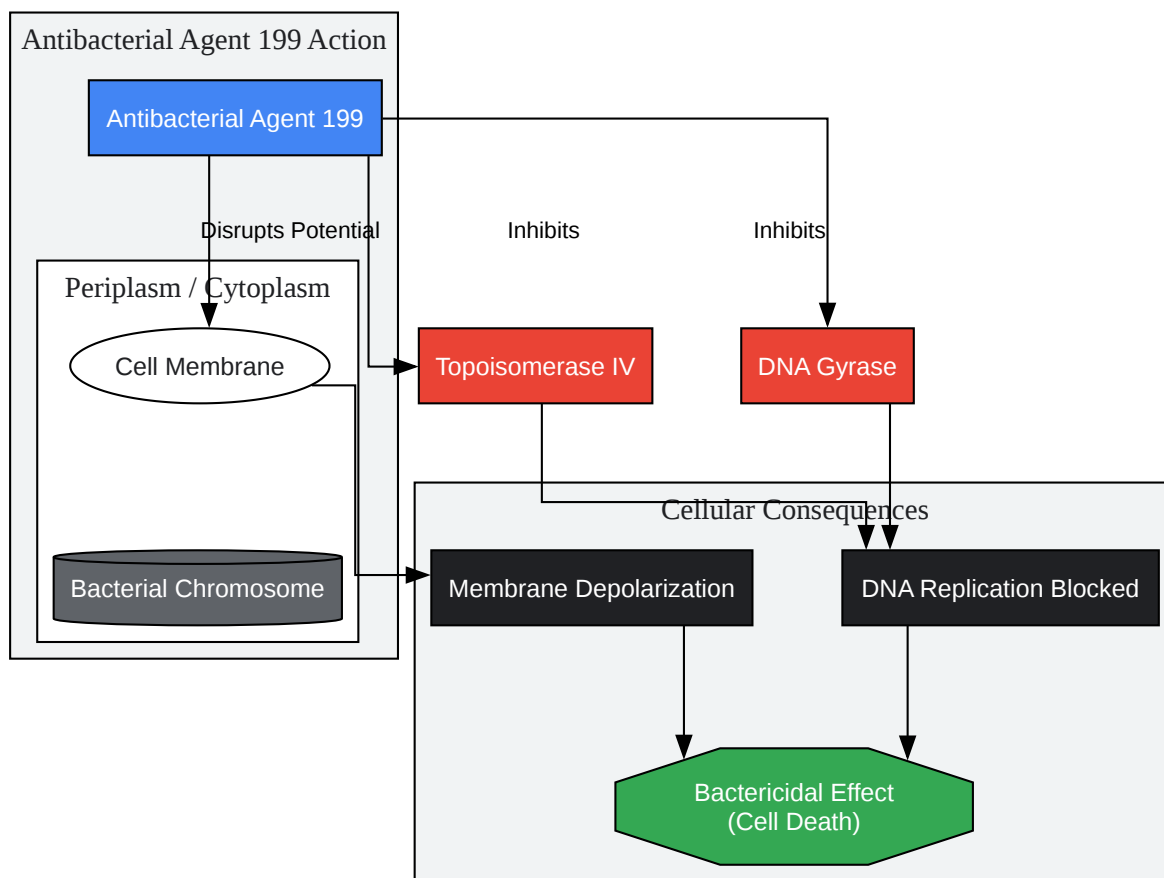 Antibacterial Agent 199 Action
Antibacterial Agent 199
Disrupts Potential
Inhibits
Inhibits
Periplasm / Cytoplasm
Cell Membrane
Topoisomerase IV
DNA Gyrase
Cellular Consequences
Bacterial Chromosome
Membrane Depolarization
DNA Replication Blocked
Bactericidal Effect
(Cell Death)